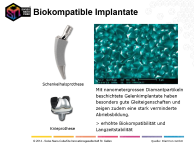 Biokompatible Implantate
Schenkelhalsprothese
Knieprothese
Mit nanometergrossen Diamantpartikeln
beschichtete Gelenkimplantate haben
besonders gute Gleiteigenschaften und
zeigen zudem eine stark verminderte
Abriebbildung.
> erhöhte Biokompatibilität und
Langzeitstabilität